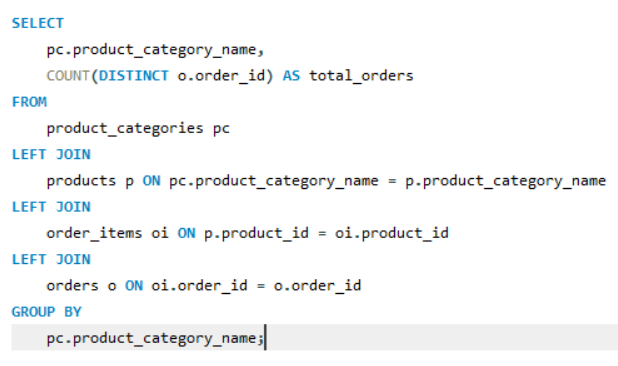 SELECT
    pc.product_category_name,
    COUNT(DISTINCT o.order_id) AS total_orders
FROM
    product_categories pc
LEFT JOIN
    products p ON pc.product_category_name = p.product_category_name
LEFT JOIN
    order_items oi ON p.product_id = oi.product_id
LEFT JOIN
    orders o ON oi.order_id = o.order_id
GROUP BY
    pc.product_category_name;